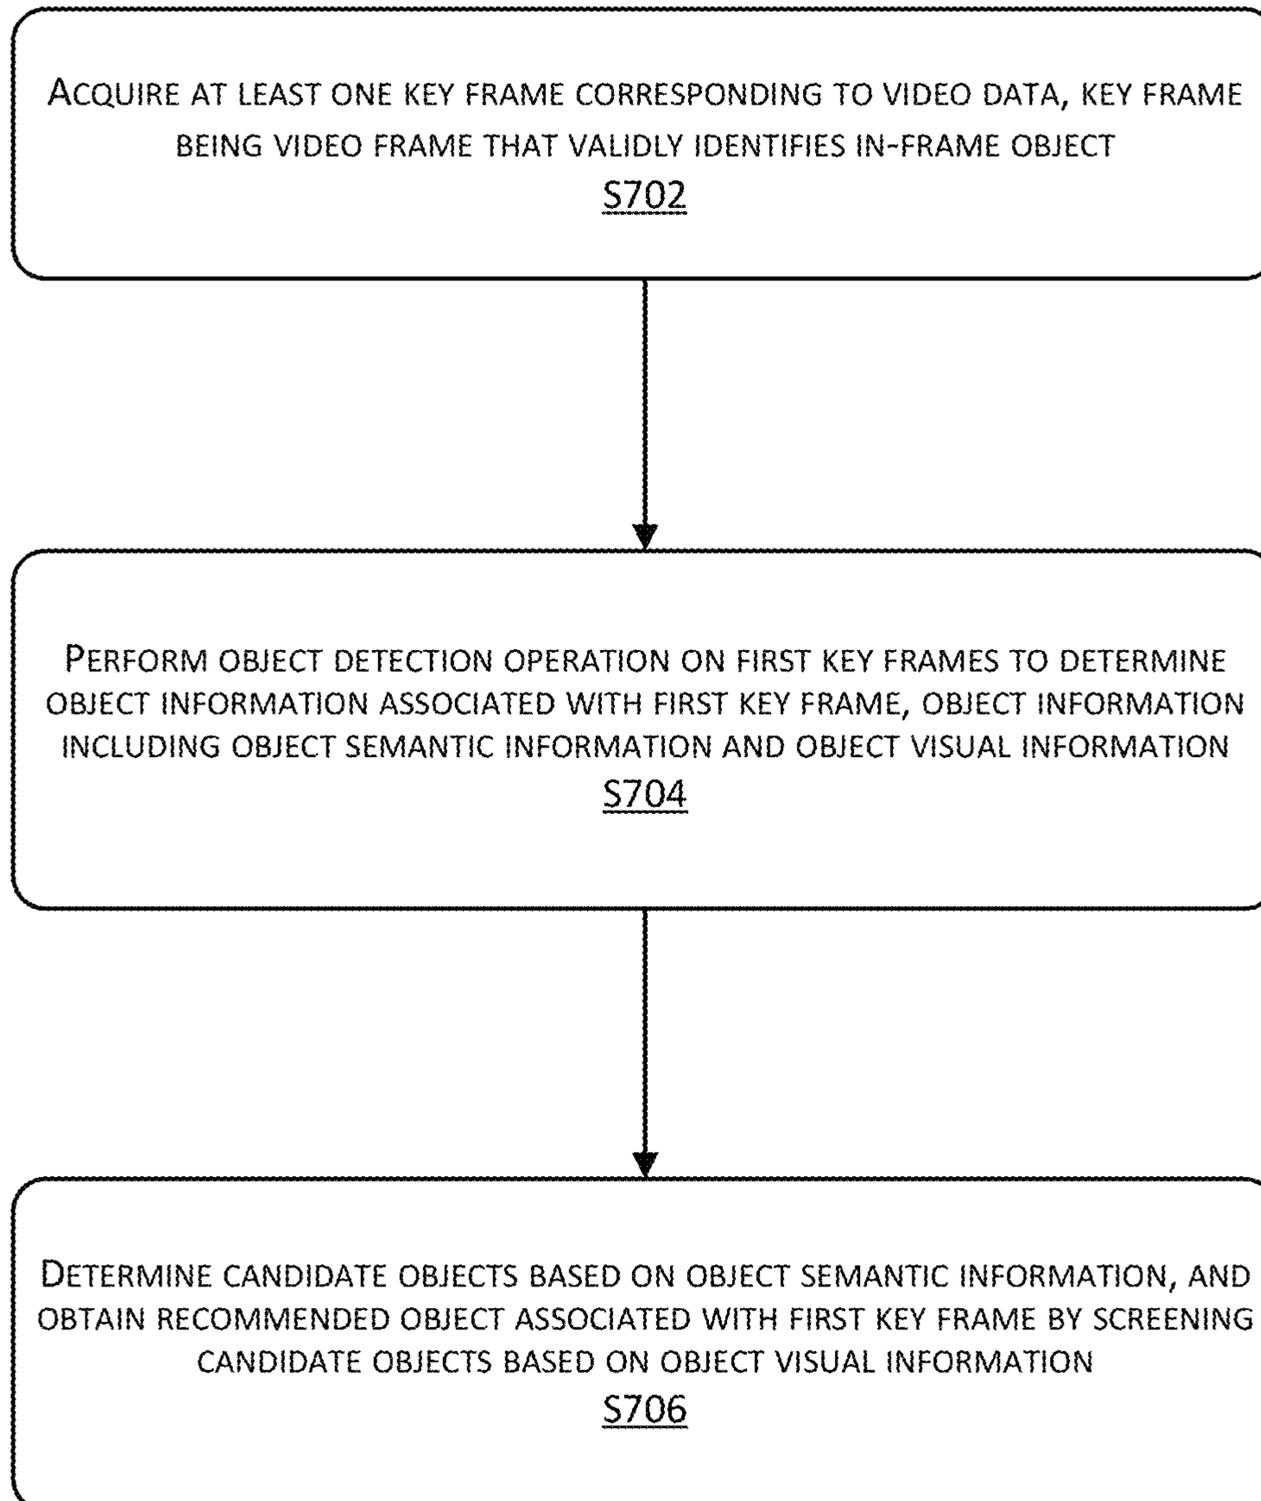 ACQUIRE AT LEAST ONE KEY FRAME CORRESPONDING TO VIDEO DATA, KEY FRAME
BEING VIDEO FRAME THAT VALIDLY IDENTIFIES IN-FRAME OBJECT
S702
PERFORM OBJECT DETECTION OPERATION ON FIRST KEY FRAMES TO DETERMINE
OBJECT INFORMATION ASSOCIATED WITH FIRST KEY FRAME, OBJECT INFORMATION
INCLUDING OBJECT SEMANTIC INFORMATION AND OBJECT VISUAL INFORMATION
S704
DETERMINE CANDIDATE OBJECTS BASED ON OBJECT SEMANTIC INFORMATION, AND
OBTAIN RECOMMENDED OBJECT ASSOCIATED WITH FIRST KEY FRAME BY SCREENING
CANDIDATE OBJECTS BASED ON OBJECT VISUAL INFORMATION
S706